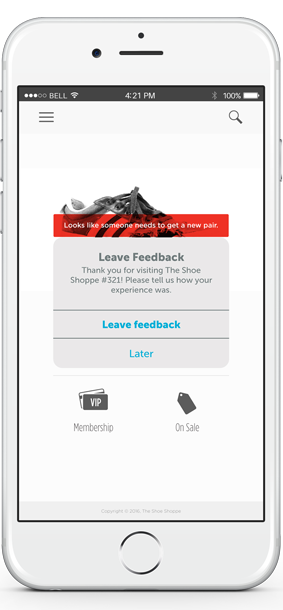 BELL 4:21 PM 100%
Looks like someone needs to get a new pair.
Leave Feedback
Thank you for visiting The Shoe
Shoppe #321! Please tell us how your
experience was.
Leave feedback
Later
VIP
Membership On Sale
Copyright © 2016, The Shoe Shoppe